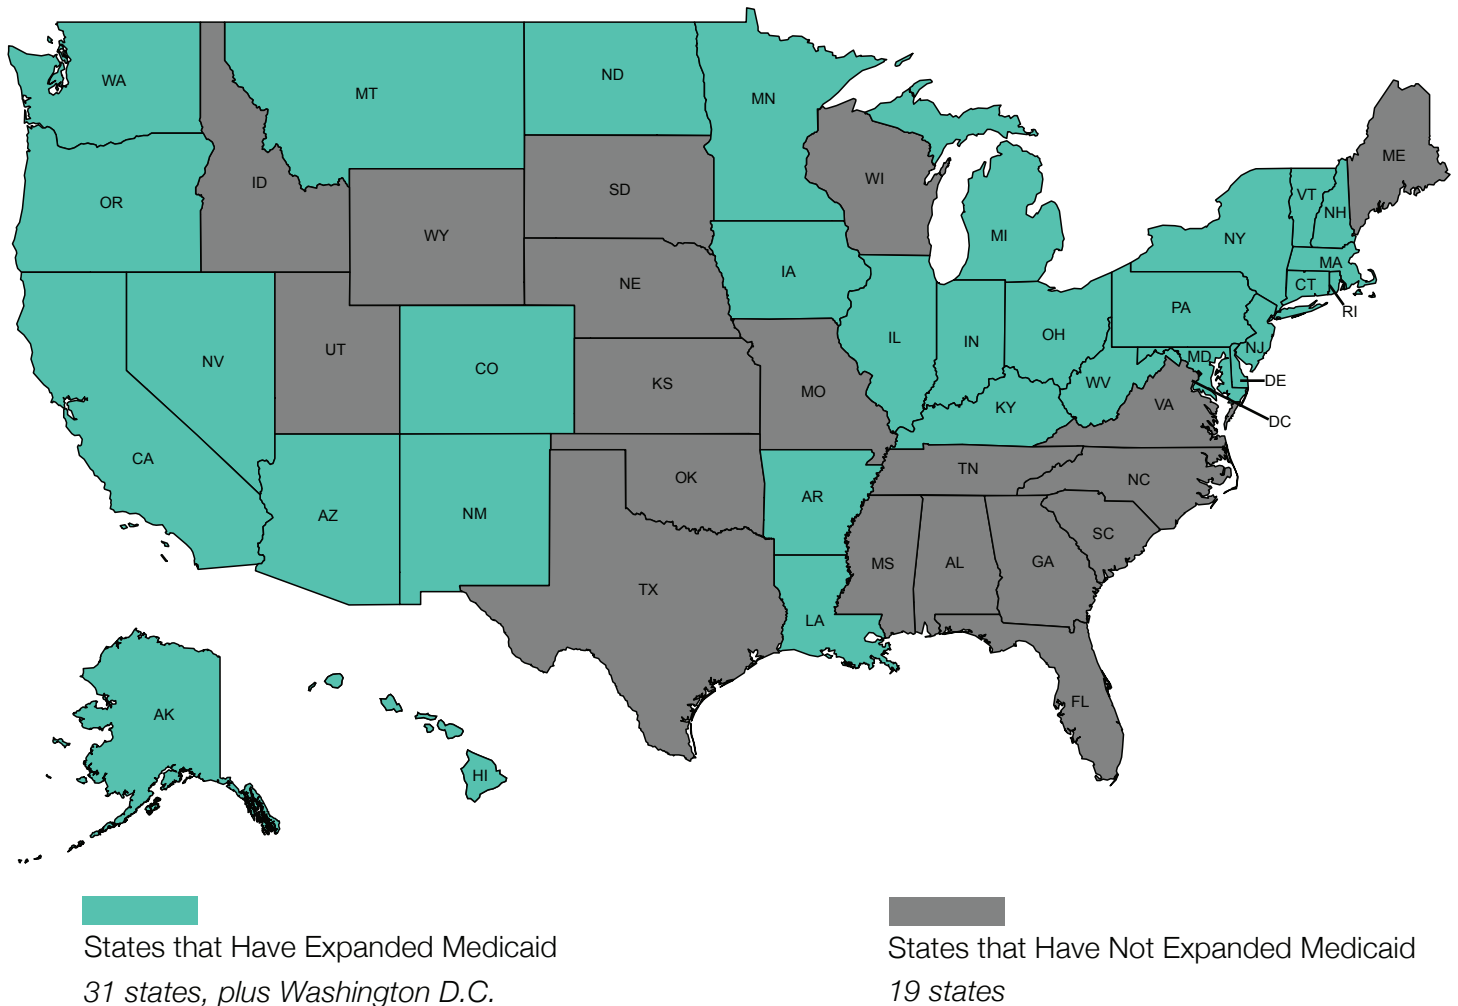 WA
MT
ND
MN
ID
OR
WY
SD
WI
ME
VT
NH
MI
NY
MA
CT
RI
IA
NE
PA
NV
UT
CO
IL
IN
OH
NJ
MD
DE
KS
MO
WV
KY
VA
DC
CA
AZ
NM
OK
AR
TN
NC
SC
TX
MS
AL
GA
LA
FL
AK
HI
States that Have Expanded Medicaid
31 states, plus Washington D.C.
States that Have Not Expanded Medicaid
19 states